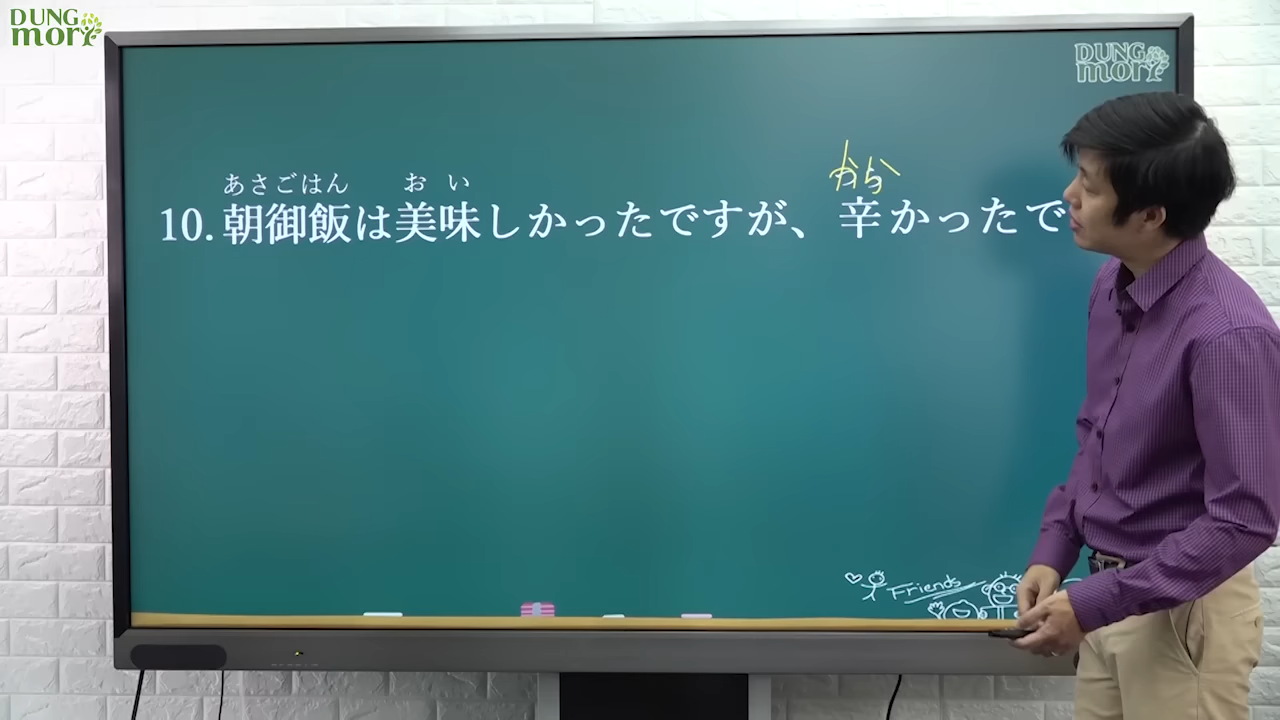 DUNG
mori
DUNG
mori
から
あさごはん おい
10.朝御飯は美味しかったですが、辛かったで
Friends